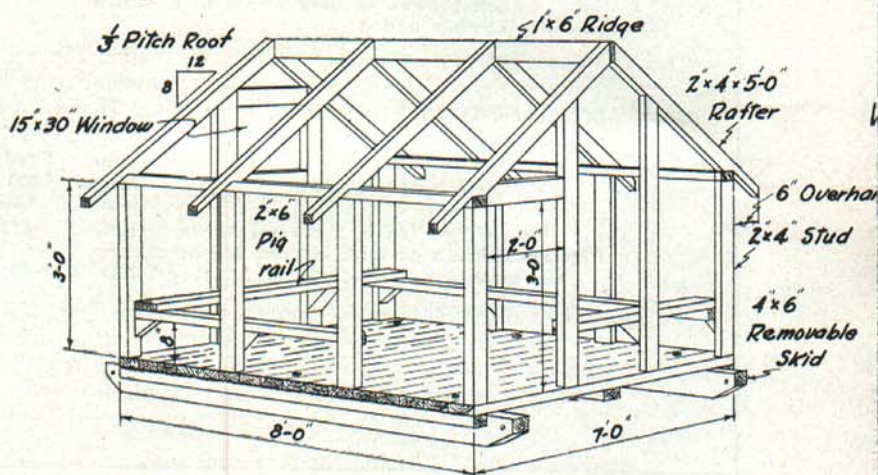 1"x6" Ridge
⅓ Pitch Roof
12
8
2"x4"x5'-0"
Rafter
15"x30" Window
6" Overhan
2"x6"
Pig
rail
3'-0"
2'-0"
3'-0"
2"x4" Stud
8"
4"x6"
Removable
Skid
8'-0"
7'-0"